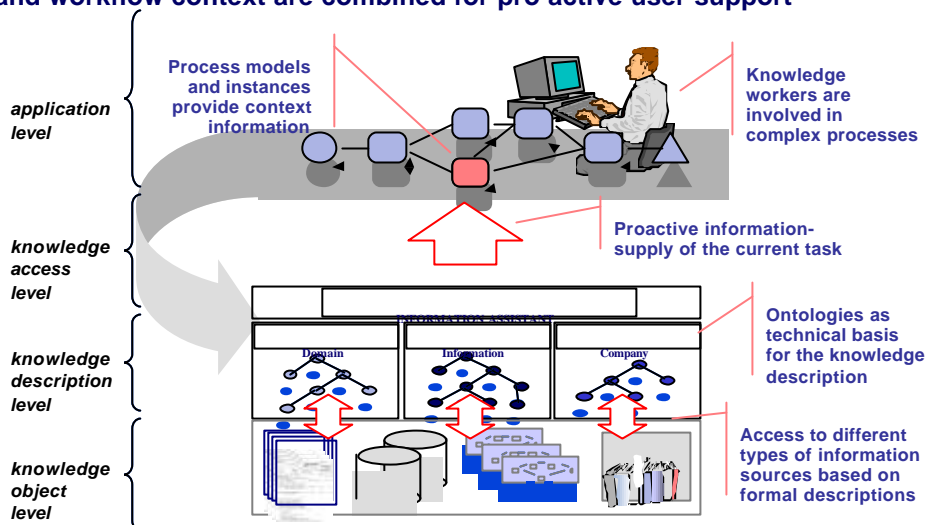 and workflow context are combined for pro-active user support
application
level
Process models
and instances
provide context
information
Knowledge
workers are
involved in
complex processes
knowledge
access
level
Proactive information-
supply of the current task
INFORMATION ASSISTANT
Ontologies as
technical basis
for the knowledge
description
knowledge
description
level
Domain
Information
Company
knowledge
object
level
Access to different
types of information
sources based on
formal descriptions